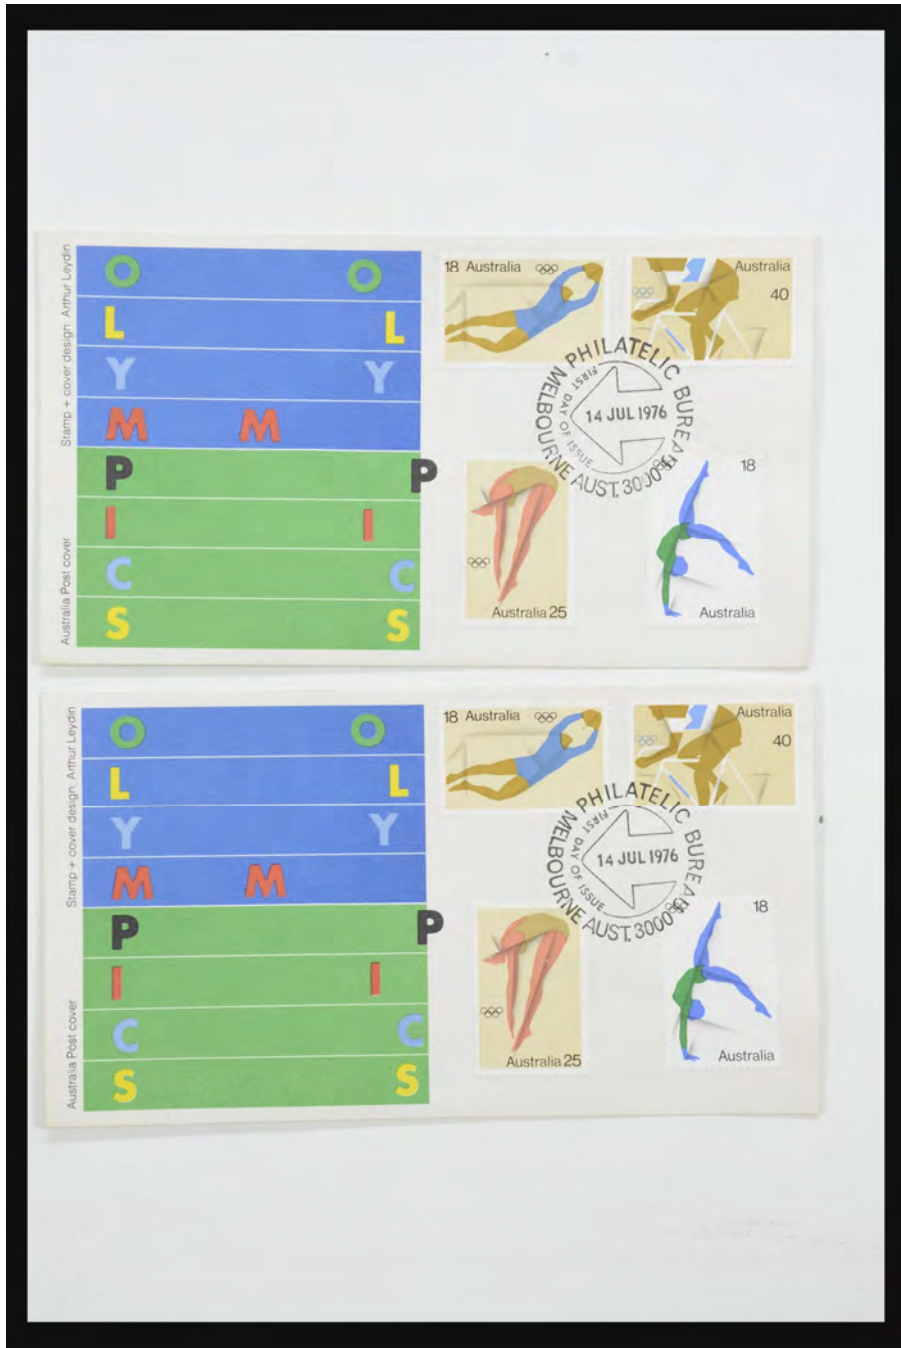 Stamp + cover design: Arthur Leydin
Australia Post cover
O O
L L
Y Y
M M
P P
I I
C C
S S
18 Australia
Australia
40
PHILATELIC BUREAU
MELBOURNE AUST. 3000
FIRST DAY OF ISSUE
14 JUL 1976
Australia 25
18
Australia
Stamp + cover design: Arthur Leydin
Australia Post cover
O O
L L
Y Y
M M
P P
I I
C C
S S
18 Australia
Australia
40
PHILATELIC BUREAU
MELBOURNE AUST. 3000
FIRST DAY OF ISSUE
14 JUL 1976
Australia 25
18
Australia